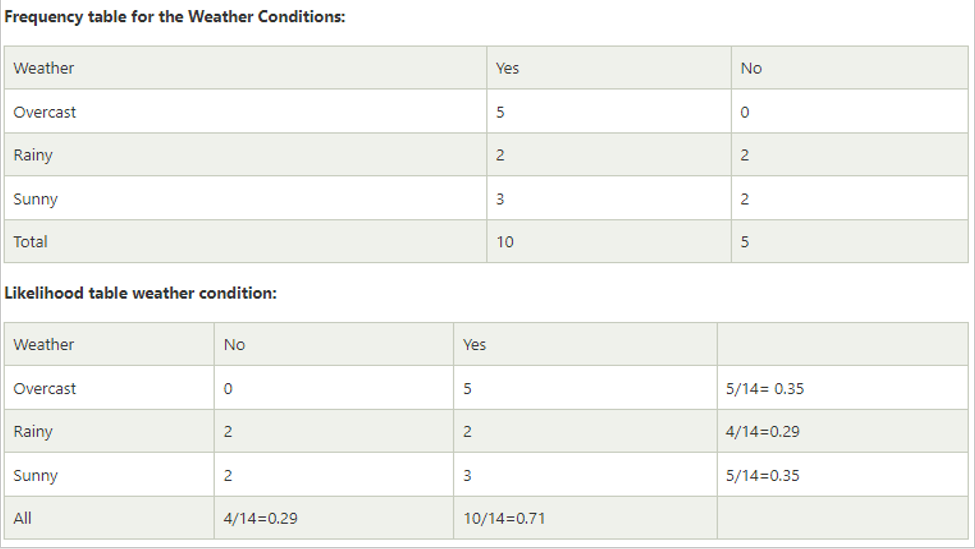 Frequency table for the Weather Conditions:
Weather Yes No
Overcast 5 0
Rainy 2 2
Sunny 3 2
Total 10 5
Likelihood table weather condition:
Weather No Yes
Overcast 0 5 5/14= 0.35
Rainy 2 2 4/14=0.29
Sunny 2 3 5/14=0.35
All 4/14=0.29 10/14=0.71